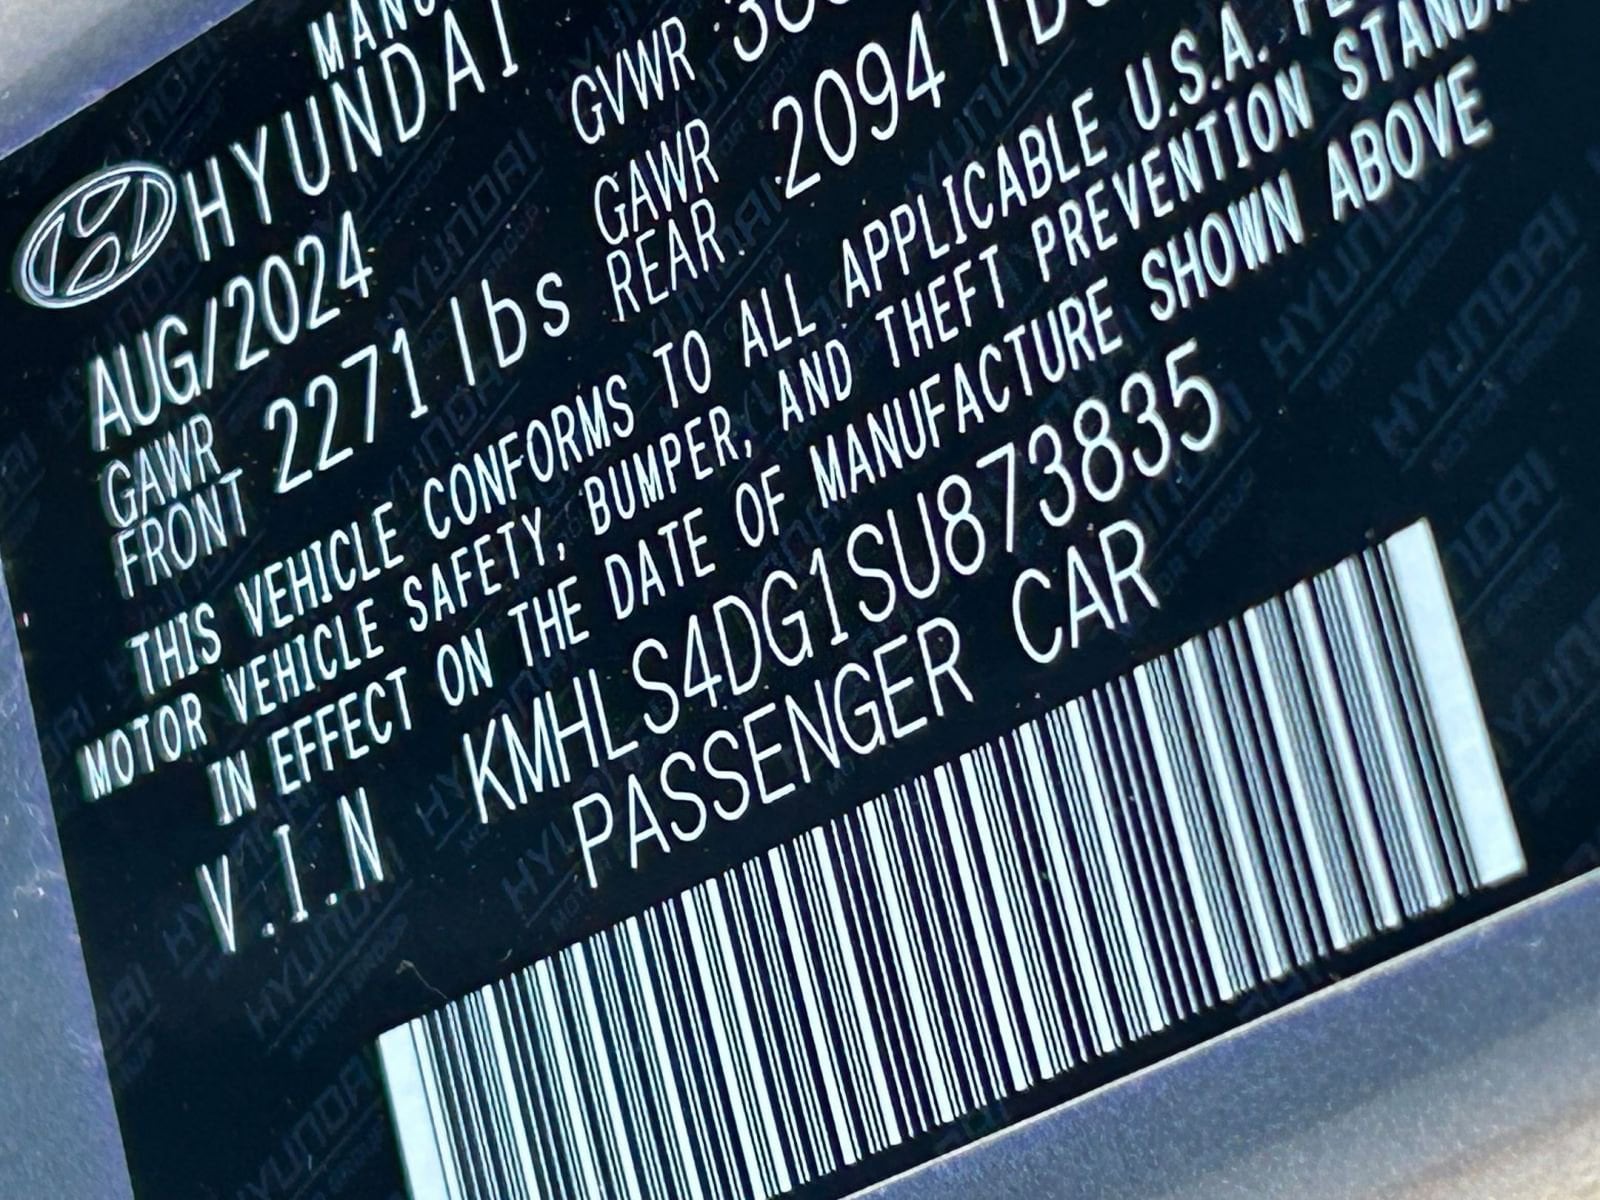 HYUNDAI
AUG/2024 GVWR
GAWR FRONT 2271 lbs GAWR REAR 2094
THIS VEHICLE CONFORMS TO ALL APPLICABLE U.S.A.
MOTOR VEHICLE SAFETY, BUMPER, AND THEFT PREVENTION
IN EFFECT ON THE DATE OF MANUFACTURE SHOWN ABOVE
V.I.N KMHLS4DG1SU873835
PASSENGER CAR